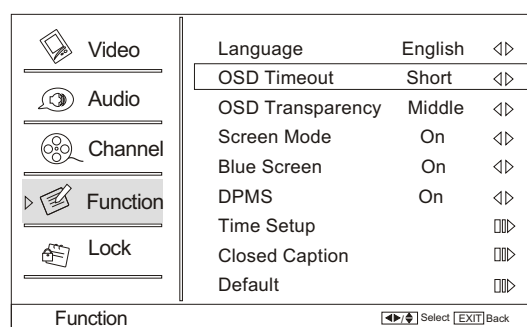 Video
Audio
Channel
Function
Lock
Language English
OSD Timeout Short
OSD Transparency Middle
Screen Mode On
Blue Screen On
DPMS On
Time Setup
Closed Caption
Default
Function Select EXIT Back